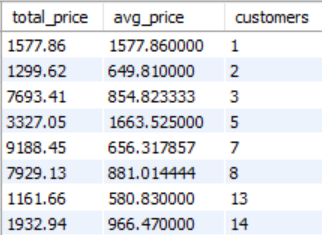 total_price avg_price customers
1577.86 1577.860000 1
1299.62 649.810000 2
7693.41 854.823333 3
3327.05 1663.525000 5
9188.45 656.317857 7
7929.13 881.014444 8
1161.66 580.830000 13
1932.94 966.470000 14